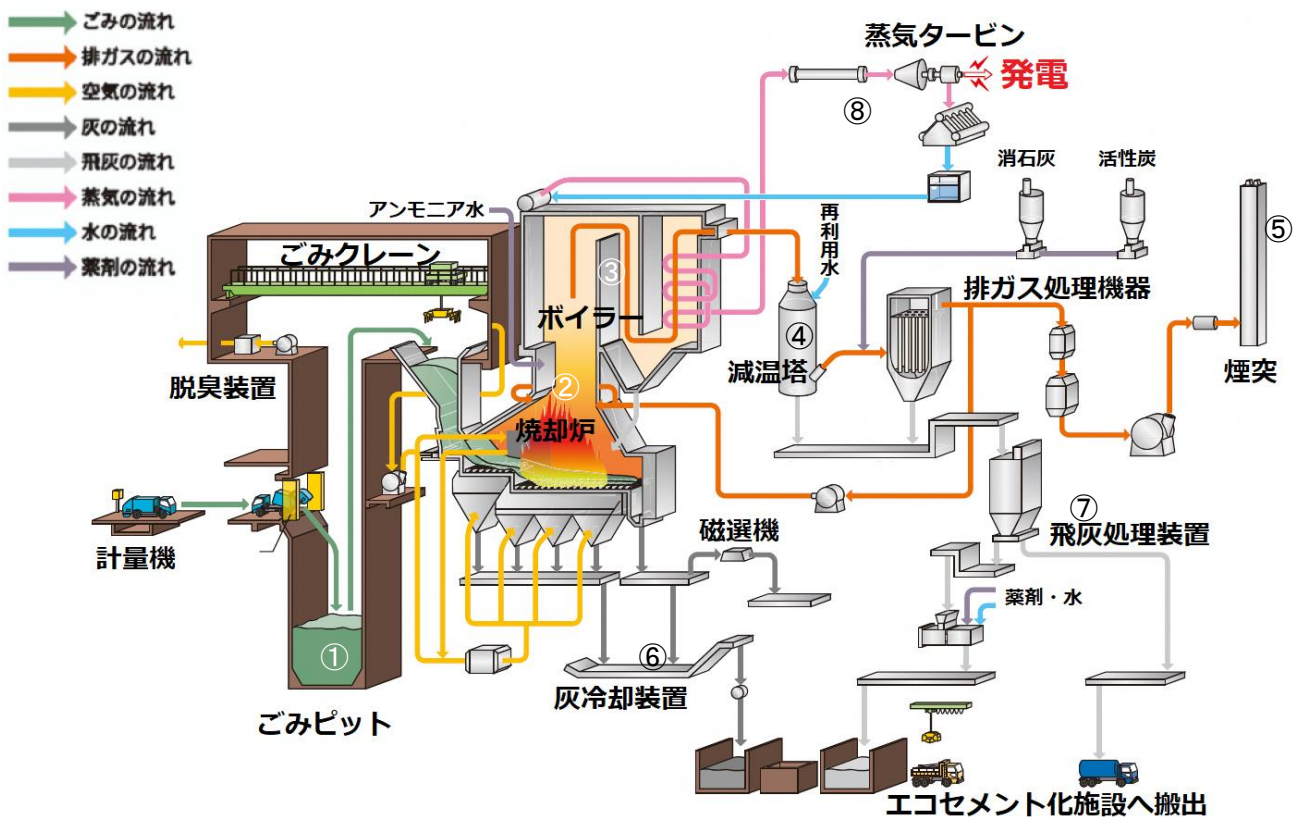 ごみの流れ
排ガスの流れ
空気の流れ
灰の流れ
飛灰の流れ
蒸気の流れ
水の流れ
薬剤の流れ
蒸気タービン
発電
⑧
消石灰
活性炭
アンモニア水
再利用水
⑤
ごみクレーン
③
排ガス処理機器
ボイラー
④
減温塔
煙突
脱臭装置
②
焼却炉
計量機
磁選機
⑦
飛灰処理装置
薬剤・水
①
⑥
灰冷却装置
ごみピット
エコセメント化施設へ搬出